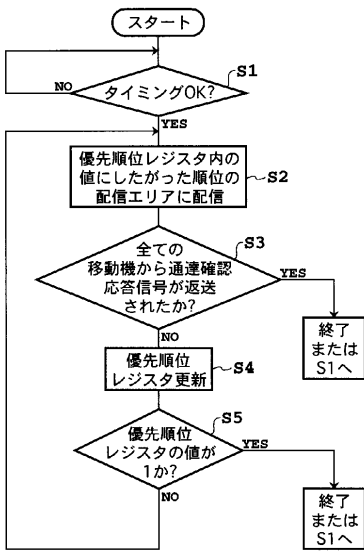 スタート
S1
NO
タイミングOK?
YES
優先順位レジスタ内の
値にしたがった順位の
配信エリアに配信
S2
S3
全ての
移動機から通達確認
応答信号が返送
されたか?
YES
NO
終了
または
S1へ
優先順位
レジスタ更新
S4
S5
優先順位
レジスタの値が
1か?
YES
NO
終了
または
S1へ